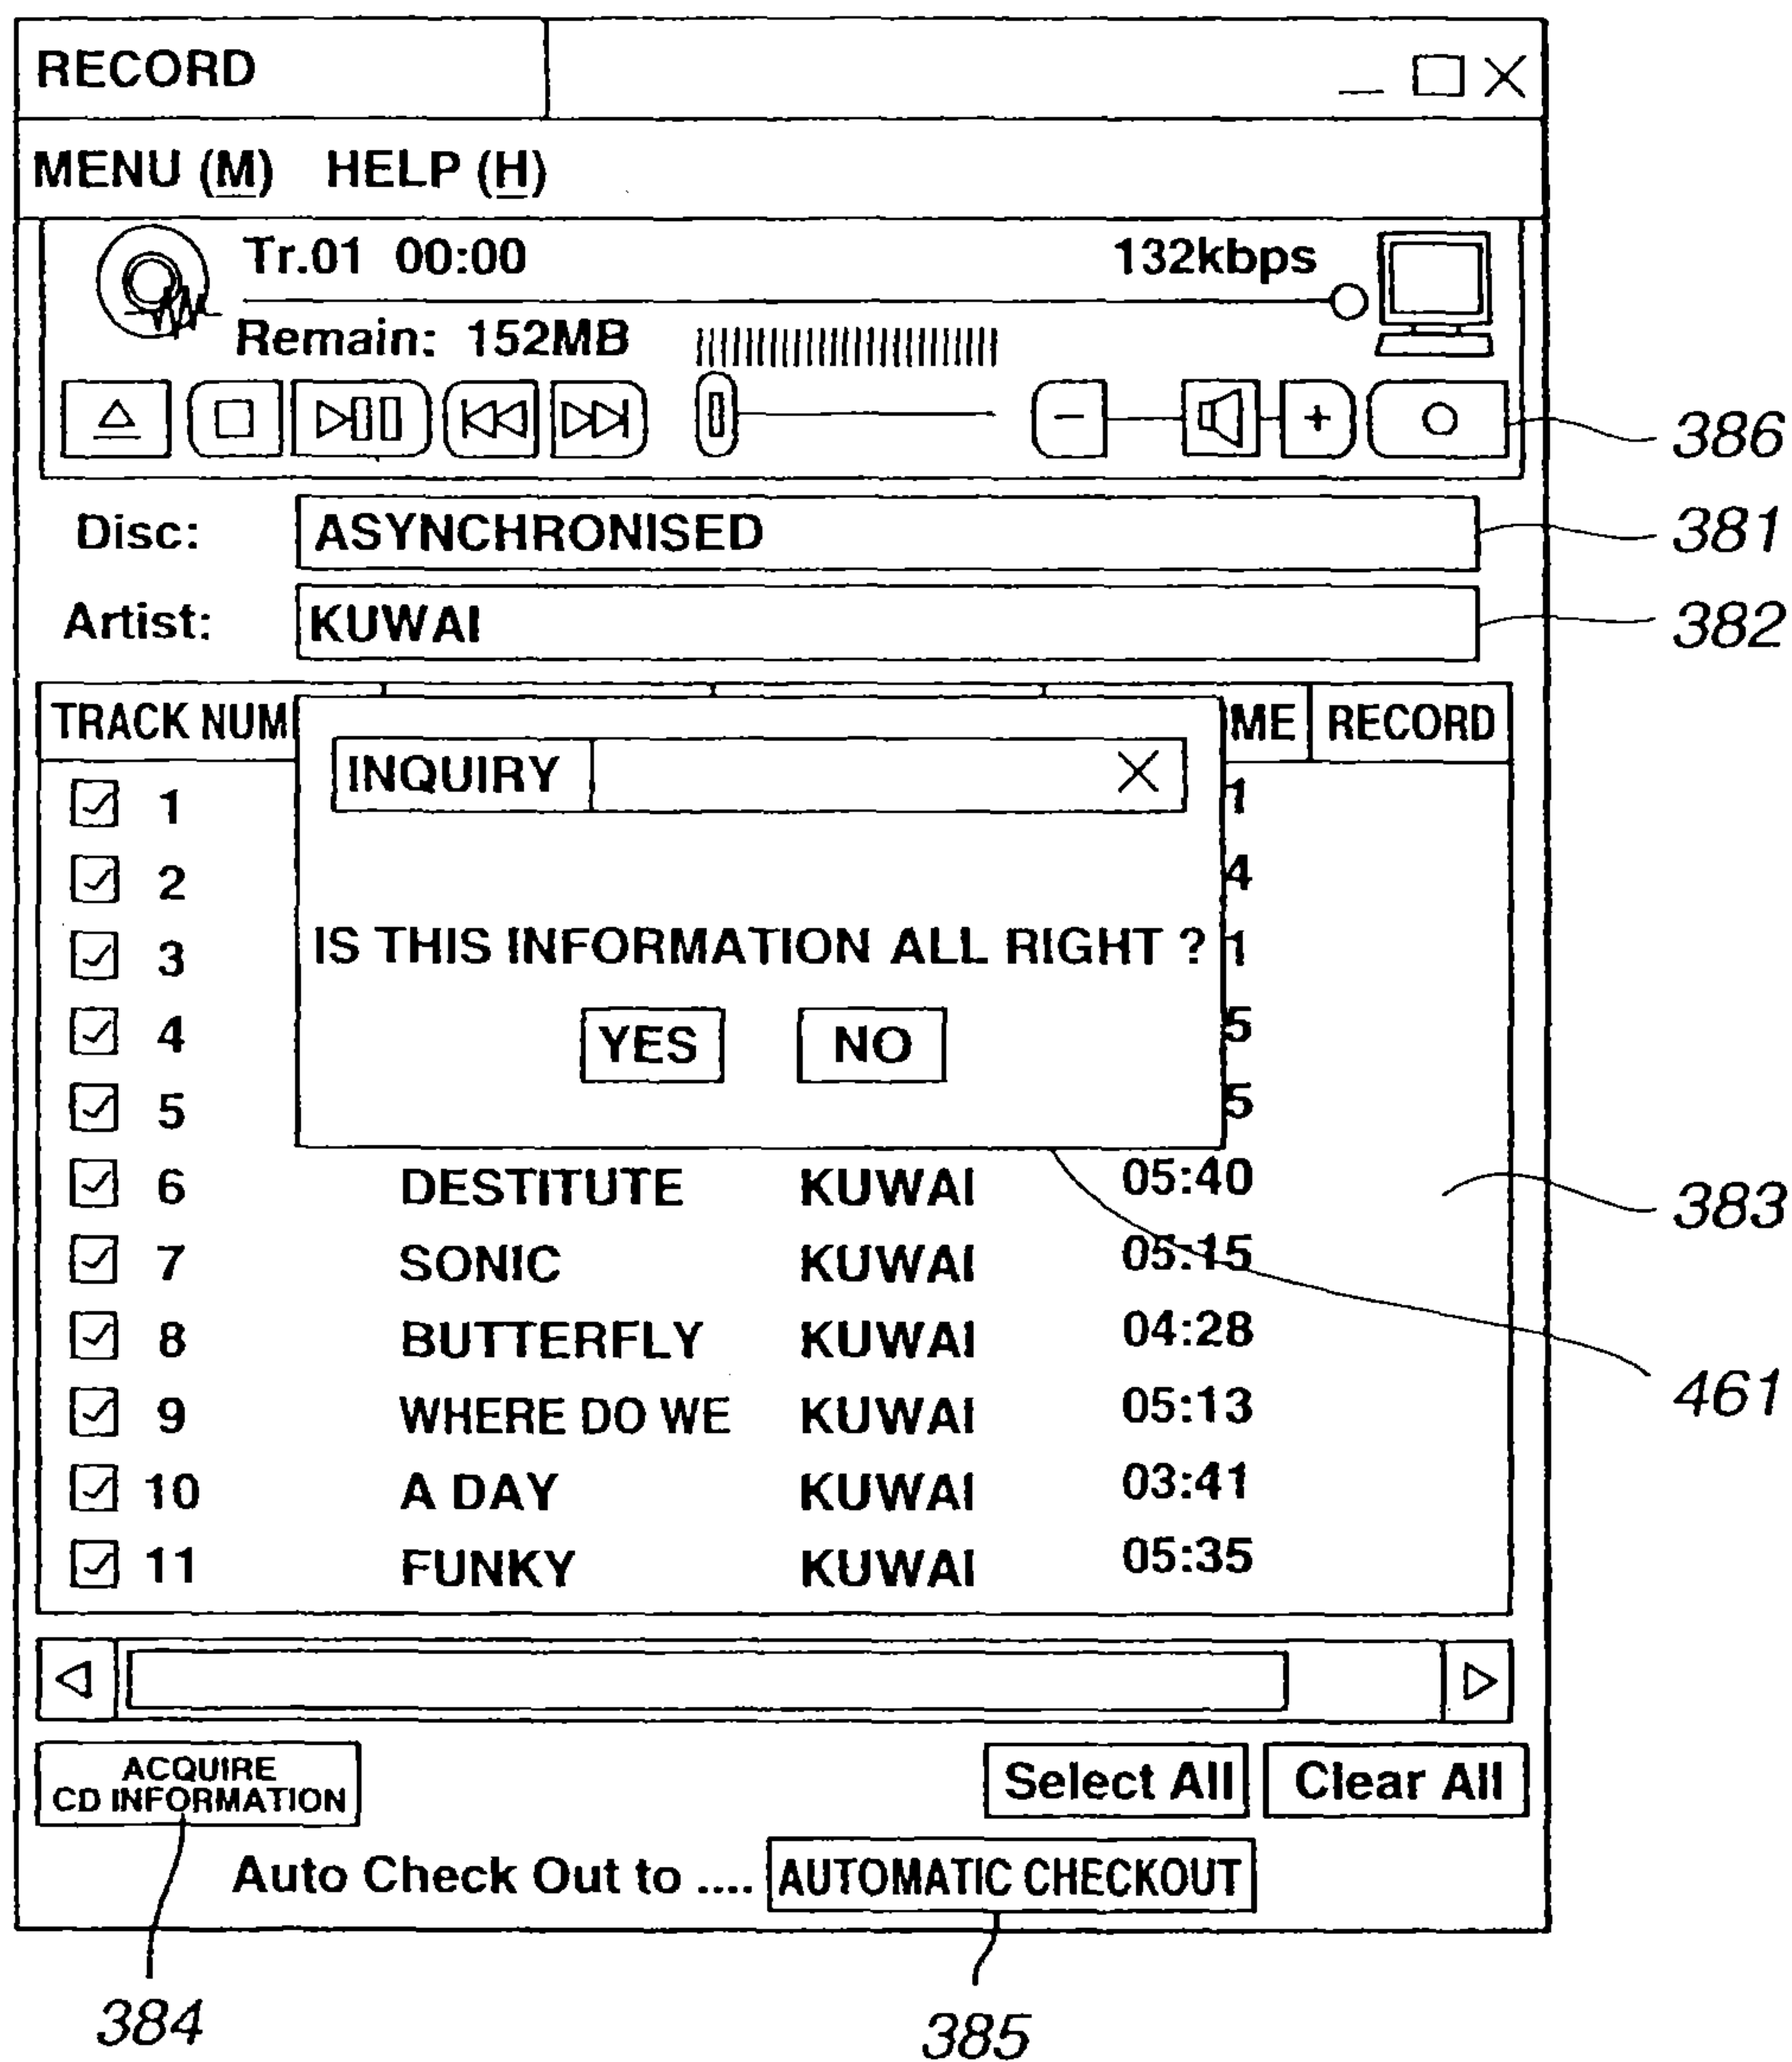 RECORD
MENU (M) HELP (H)
Tr.01 00:00 132kbps
Remain: 152MB
- + 386
Disc: ASYNCHRONISED 381
Artist: KUWAI 382
TRACK NUM ME RECORD
INQUIRY
1 1
2 4
IS THIS INFORMATION ALL RIGHT ?
3 1
YES NO
4 5
5 5
6 DESTITUTE KUWAI 05:40
383
7 SONIC KUWAI 05:15
8 BUTTERFLY KUWAI 04:28
461
9 WHERE DO WE KUWAI 05:13
10 A DAY KUWAI 03:41
11 FUNKY KUWAI 05:35
ACQUIRE
CD INFORMATION
Select All Clear All
Auto Check Out to .... AUTOMATIC CHECKOUT
384 385